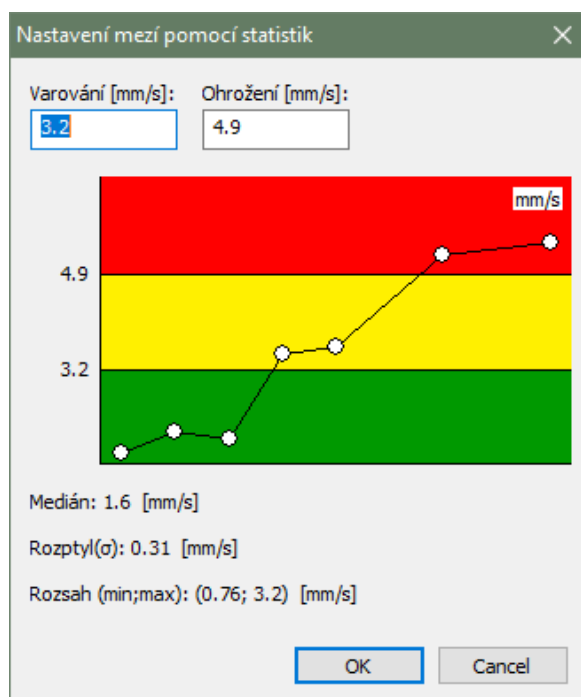 Nastavení mezí pomocí statistik
Varování [mm/s]: Ohrožení [mm/s]:
3.2 4.9
mm/s
4.9
3.2
Medián: 1.6 [mm/s]
Rozptyl(σ): 0.31 [mm/s]
Rozsah (min;max): (0.76; 3.2) [mm/s]
OK Cancel